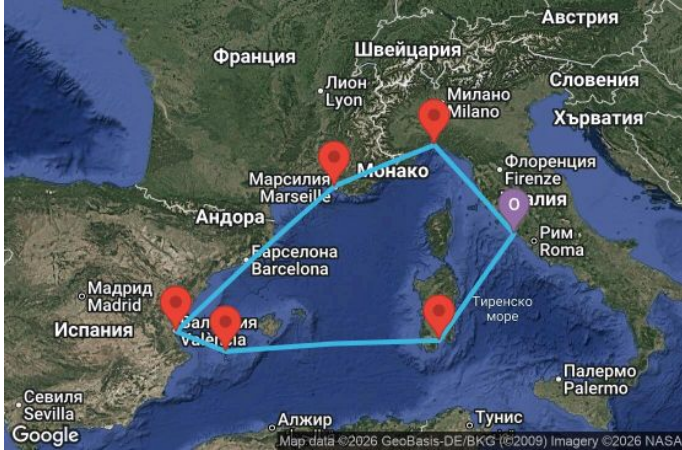 Австрия
Франция
Швейцария
Словения
Лион
Lyon
Милано
Milano
Хърватия
Марсилия
Marseille
Монако
Флоренция
Firenze
O
Андора
Рим
Roma
Барселона
Barcelona
Мадрид
Madrid
Тиренско
море
Испания
València
Палермо
Palermo
Севиля
Sevilla
Алжир
Тунис
Google
Map data ©2026 GeoBasis-DE/BKG (©2009) Imagery ©2026 NASA